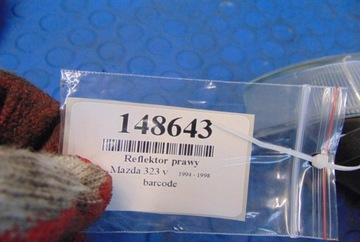 148643
Reflektor prawy
Mazda 323 v 1994 - 1998
barcode